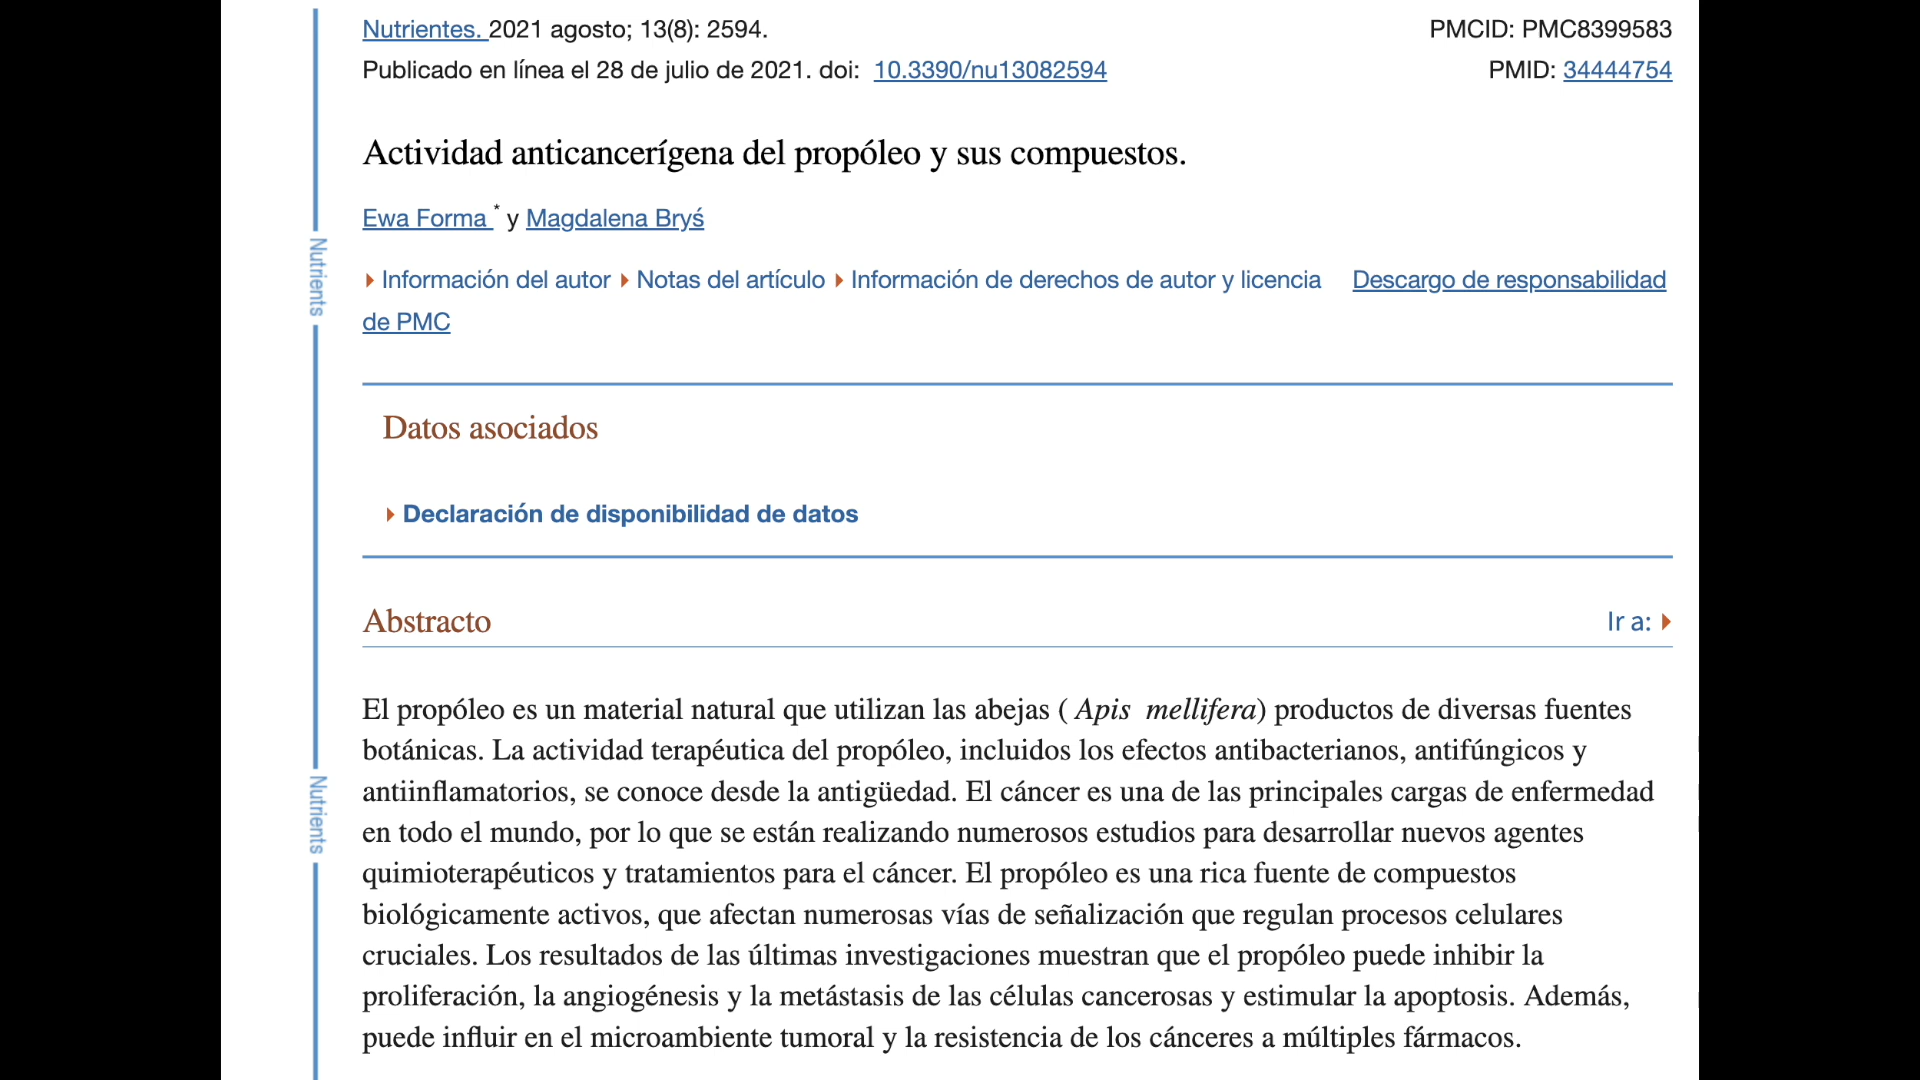 Nutrientes. 2021 agosto; 13(8): 2594.
PMCID: PMC8399583
Publicado en línea el 28 de julio de 2021. doi: 10.3390/nu13082594
PMID: 34444754
Actividad anticancerígena del propóleo y sus compuestos.
Ewa Forma * y Magdalena Bryś
Información del autor Notas del artículo Información de derechos de autor y licencia Descargo de responsabilidad
de PMC
Nutrients
Datos asociados
Declaración de disponibilidad de datos
Abstracto
Ir a:
El propóleo es un material natural que utilizan las abejas ( Apis mellifera) productos de diversas fuentes
botánicas. La actividad terapéutica del propóleo, incluidos los efectos antibacterianos, antifúngicos y
antiinflamatorios, se conoce desde la antigüedad. El cáncer es una de las principales cargas de enfermedad
en todo el mundo, por lo que se están realizando numerosos estudios para desarrollar nuevos agentes
quimioterapéuticos y tratamientos para el cáncer. El propóleo es una rica fuente de compuestos
biológicamente activos, que afectan numerosas vías de señalización que regulan procesos celulares
cruciales. Los resultados de las últimas investigaciones muestran que el propóleo puede inhibir la
proliferación, la angiogénesis y la metástasis de las células cancerosas y estimular la apoptosis. Además,
puede influir en el microambiente tumoral y la resistencia de los cánceres a múltiples fármacos.
Nutrients